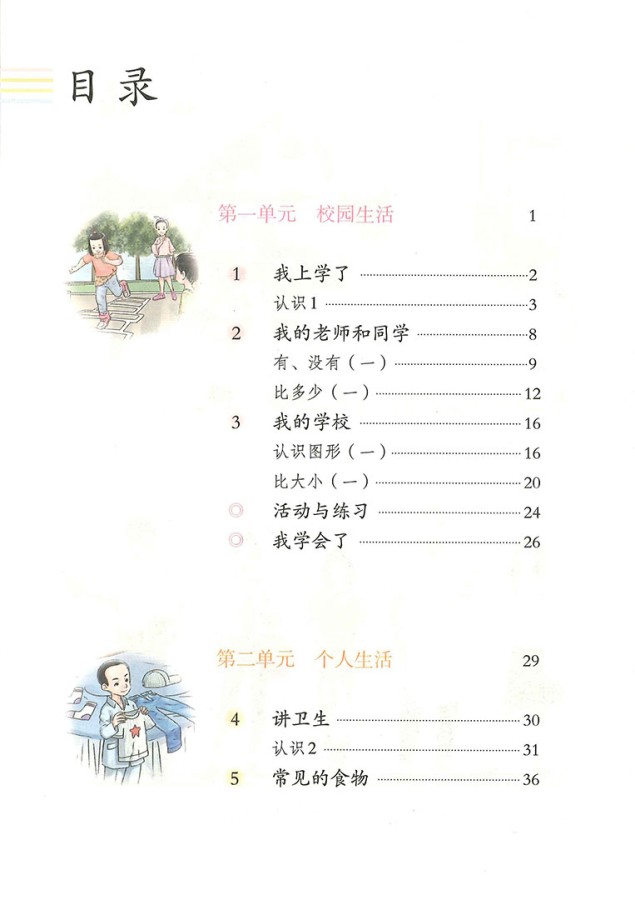 目录
第一单元 校园生活 1
1 我上学了 2
认识1 3
2 我的老师和同学 8
有、没有(一) 9
比多少(一) 12
3 我的学校 16
认识图形(一) 16
比大小(一) 20
◎ 活动与练习 24
◎ 我学会了 26
第二单元 个人生活 29
4 讲卫生 30
认识2 31
5 常见的食物 36